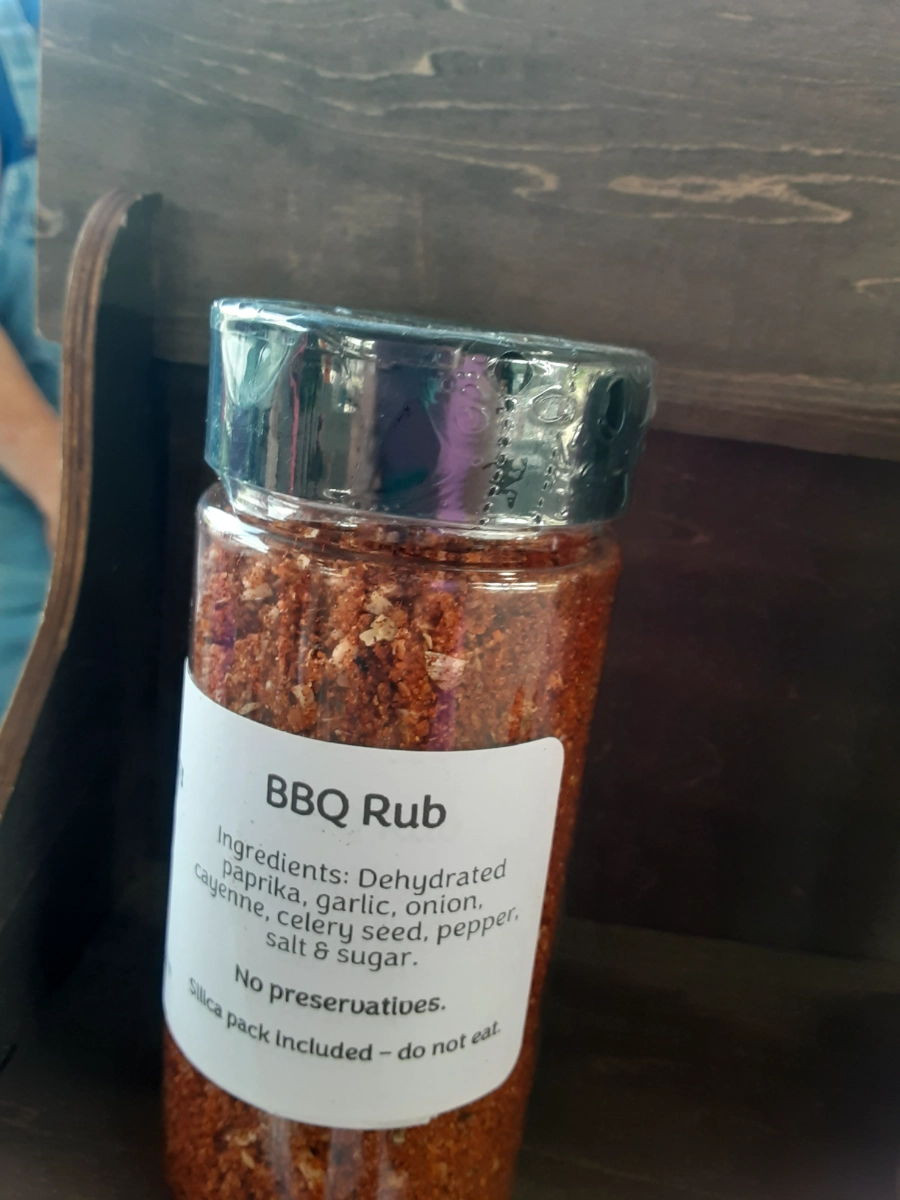 BBQ Rub
Ingredients: Dehydrated
paprika, garlic, onion,
cayenne, celery seed, pepper,
salt & sugar.
No preservatives.
Silica pack included – do not eat.